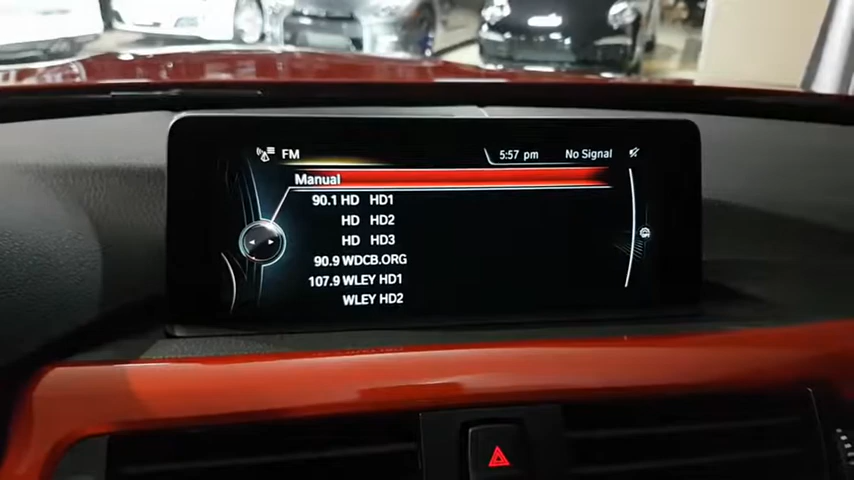 FM 5:57 pm No Signal
Manual
90.1 HD HD1
HD HD2
HD HD3
90.9 WDCB.ORG
107.9 WLEY HD1
WLEY HD2